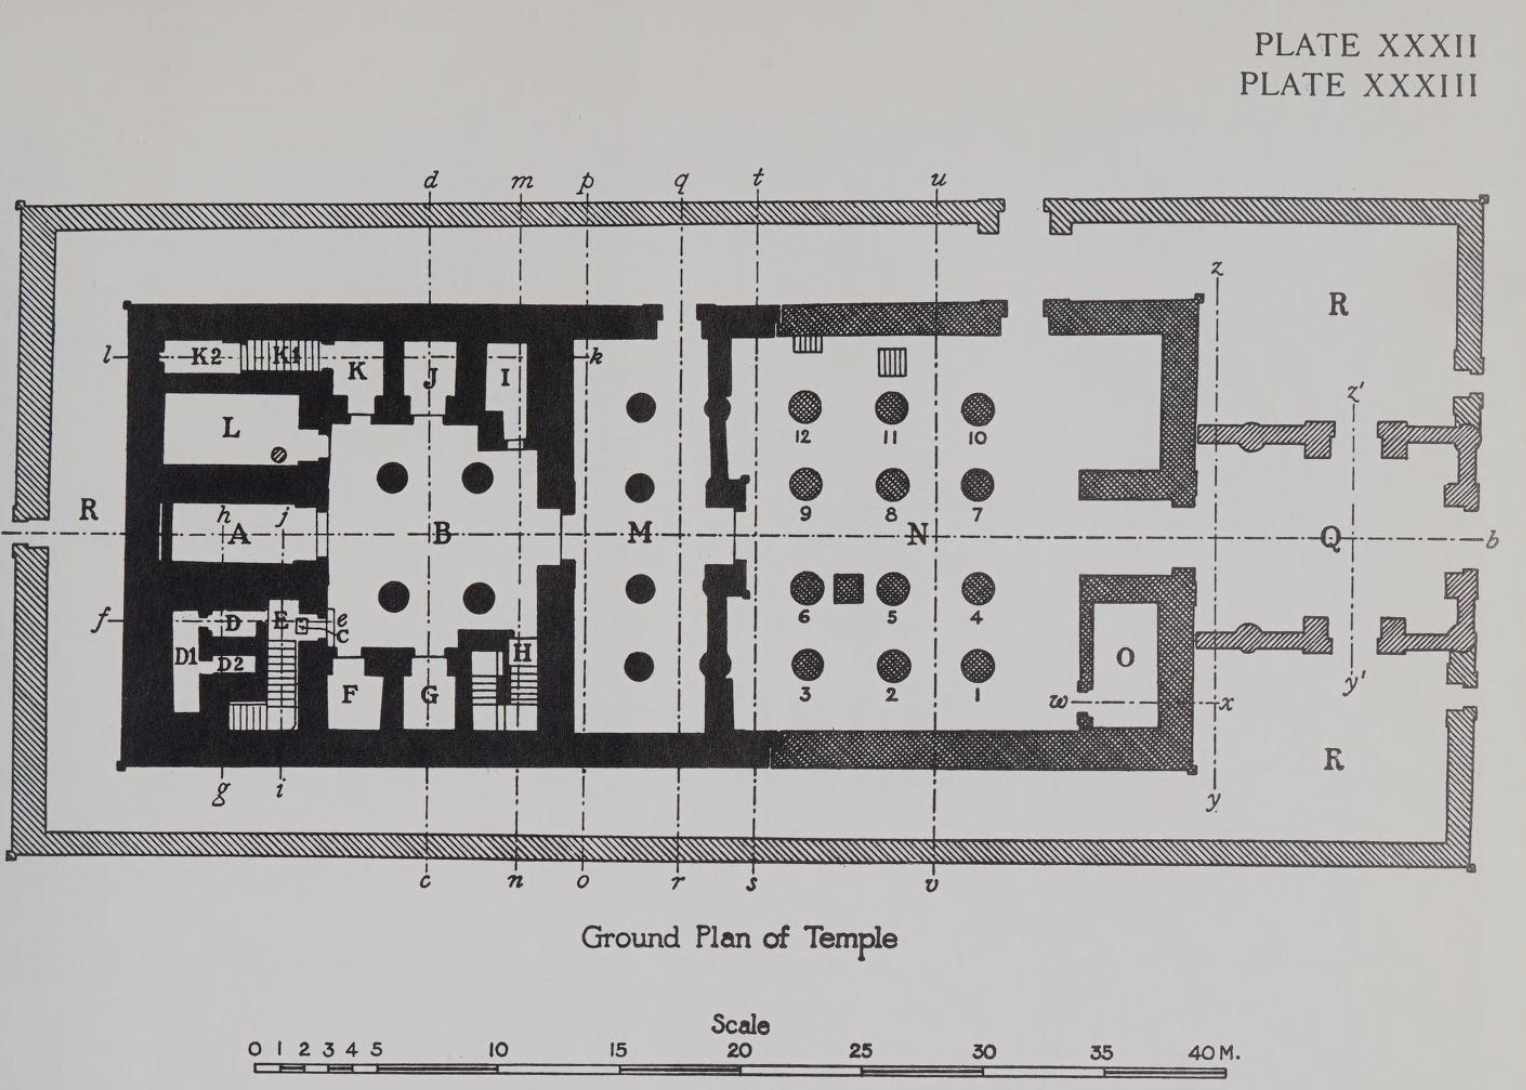 PLATE XXXII
PLATE XXXIII
d m p q t u
z
R
l K2 K1 K J I k
z'
L
12 11 10
9 8 7
R h j
A B M N Q b
f D E e
C
6 5 4
D1 D2 H O
F G
3 2 1
w x
y'
R
g i y
c n o r s v
Ground Plan of Temple
Scale
0 1 2 3 4 5 10 15 20 25 30 35 40 M.